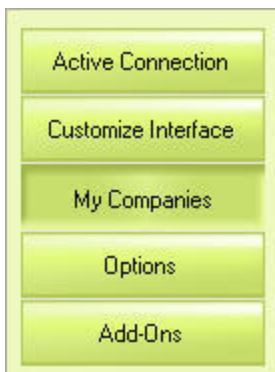 Active Connection
Customize Interface
My Companies
Options
Add-Ons